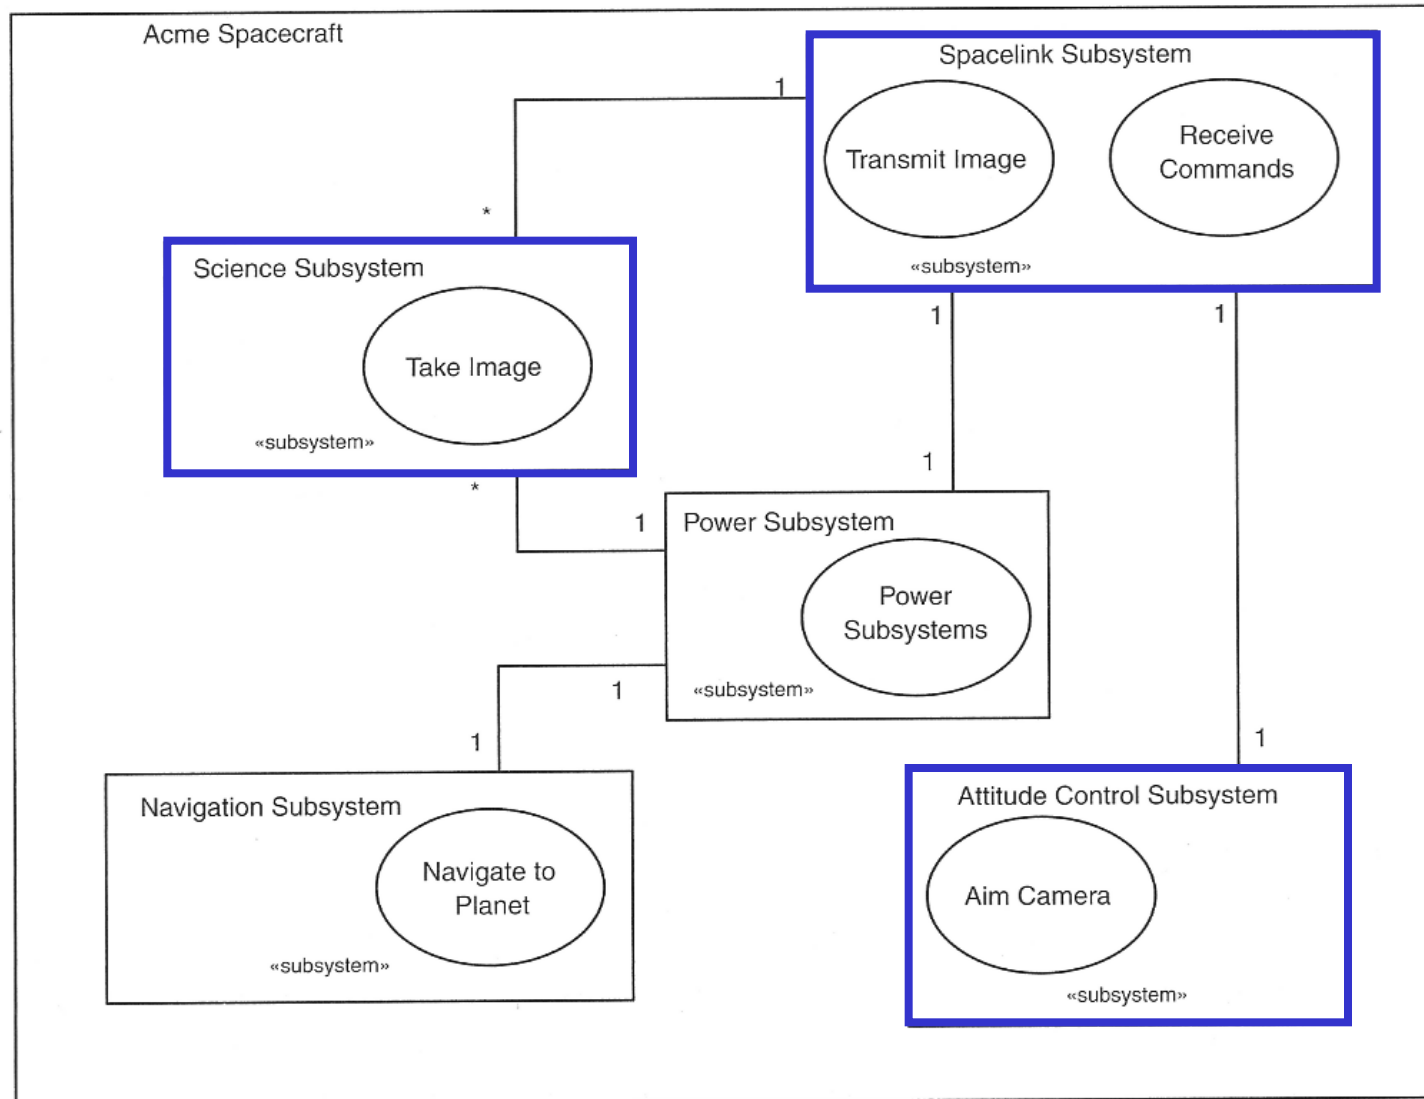 Acme Spacecraft
Spacelink Subsystem
1
Transmit Image
Receive
Commands
*
«subsystem»
Science Subsystem
1
1
Take Image
«subsystem»
1
*
1
Power Subsystem
Power
Subsystems
1
«subsystem»
1
1
Navigation Subsystem
Attitude Control Subsystem
Navigate to
Planet
Aim Camera
«subsystem»
«subsystem»